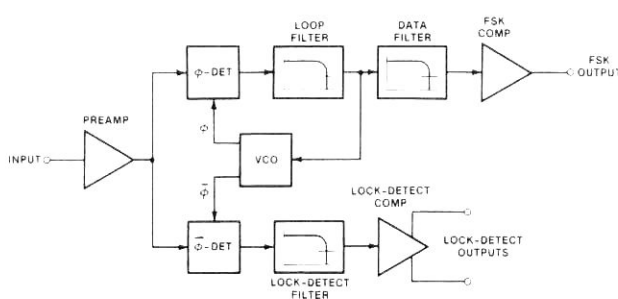 LOOP
FILTER
DATA
FILTER
FSK
COMP
ϕ-DET
FSK
OUTPUT
PREAMP
ϕ
INPUT
VCO
ϕ̄
LOCK-DETECT
COMP
ϕ̄-DET
LOCK-DETECT
OUTPUTS
LOCK-DETECT
FILTER